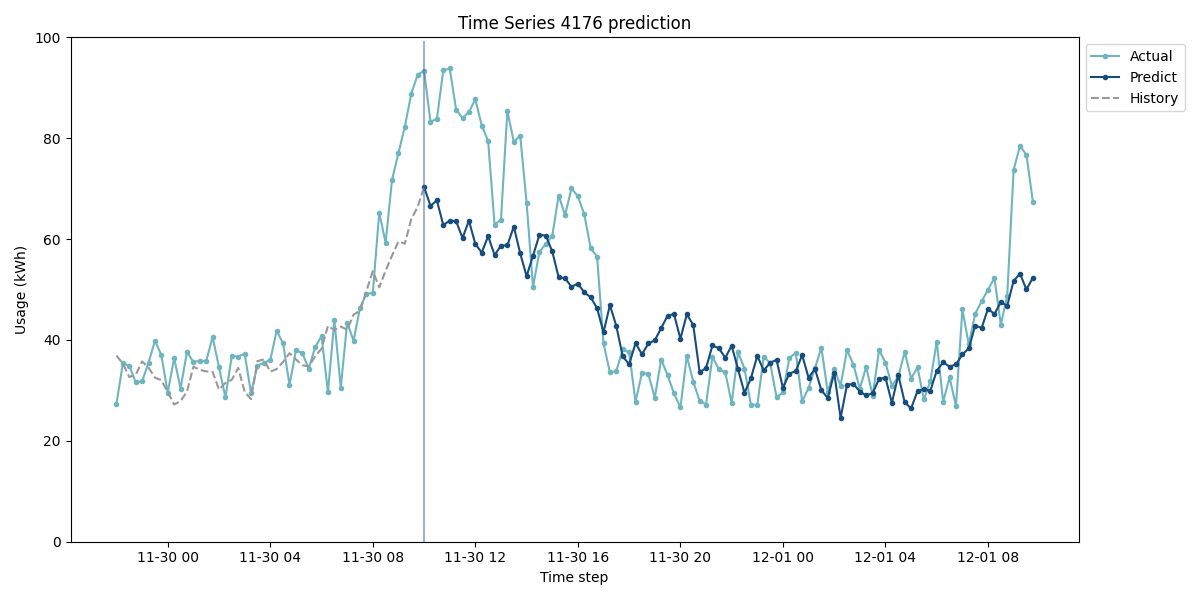 Time Series 4176 prediction
100
80
60
40
20
0
Usage (kWh)
11-30 00
11-30 04
11-30 08
11-30 12
11-30 16
11-30 20
12-01 00
12-01 04
12-01 08
Time step
Actual
Predict
History